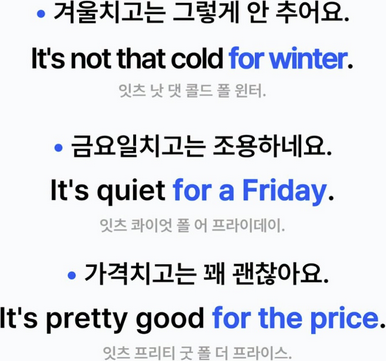 • 겨울치고는 그렇게 안 추어요.
It's not that cold for winter.
잇츠 낫 댓 콜드 폴 윈터.
• 금요일치고는 조용하네요.
It's quiet for a Friday.
잇츠 콰이엇 폴 어 프라이데이.
• 가격치고는 꽤 괜찮아요.
It's pretty good for the price.
잇츠 프리티 굿 폴 더 프라이스.